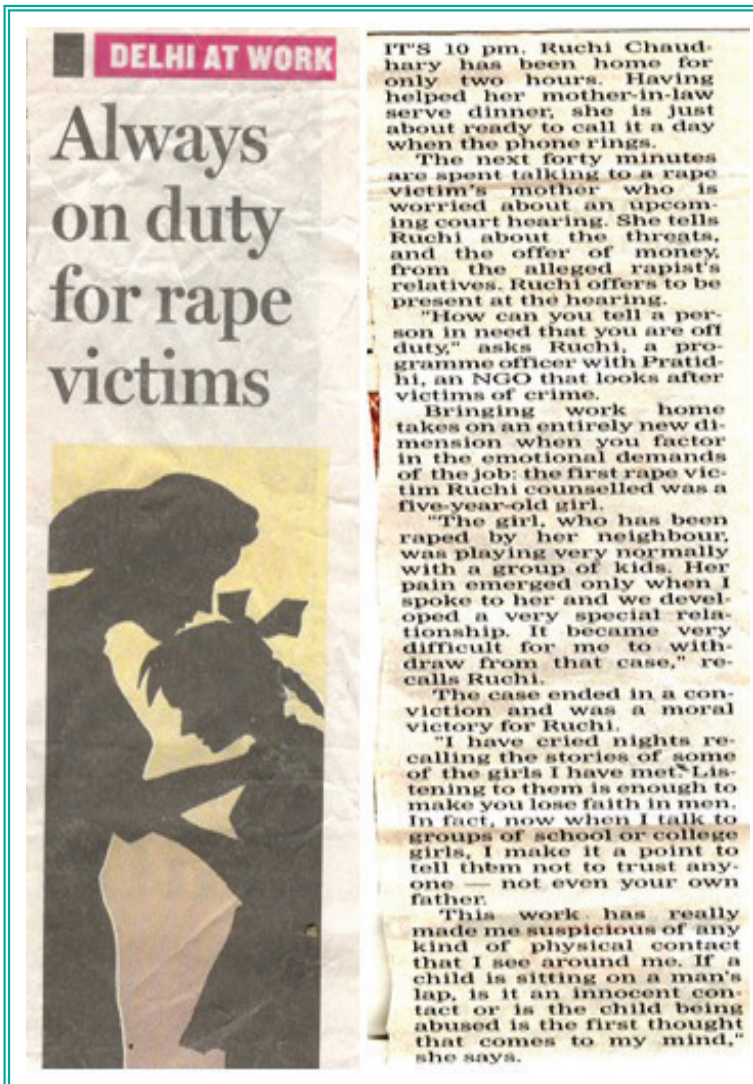 DELHI AT WORK
Always
on duty
for rape
victims
IT'S 10 pm. Ruchi Chaud-
hary has been home for
only two hours. Having
helped her mother-in-law
serve dinner, she is just
about ready to call it a day
when the phone rings.
The next forty minutes
are spent talking to a rape
victim's mother who is
worried about an upcom-
ing court hearing. She tells
Ruchi about the threats,
and the offer of money,
from the alleged rapist's
relatives. Ruchi offers to be
present at the hearing.
"How can you tell a per-
son in need that you are off
duty," asks Ruchi, a pro-
gramme officer with Pratid-
hi, an NGO that looks after
victims of crime.
Bringing work home
takes on an entirely new di-
mension when you factor
in the emotional demands
of the job: the first rape vic-
tim Ruchi counselled was a
five-year-old girl.
"The girl, who has been
raped by her neighbour,
was playing very normally
with a group of kids. Her
pain emerged only when I
spoke to her and we devel-
oped a very special rela-
tionship. It became very
difficult for me to with-
draw from that case," re-
calls Ruchi.
The case ended in a con-
viction and was a moral
victory for Ruchi.
"I have cried nights re-
calling the stories of some
of the girls I have met. Lis-
tening to them is enough to
make you lose faith in men.
In fact, now when I talk to
groups of school or college
girls, I make it a point to
tell them not to trust any-
one — not even your own
father.
This work has really
made me suspicious of any
kind of physical contact
that I see around me. If a
child is sitting on a man's
lap, is it an innocent con-
tact or is the child being
abused is the first thought
that comes to my mind,"
she says.